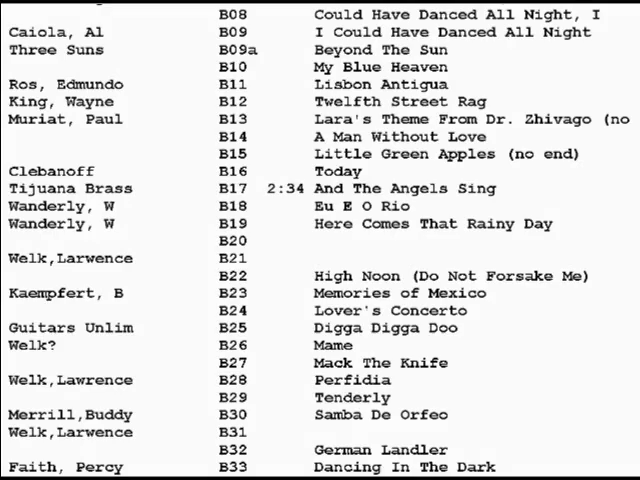 B08 Could Have Danced All Night, I
Caiola, Al B09 I Could Have Danced All Night
Three Suns B09a Beyond The Sun
B10 My Blue Heaven
Ros, Edmundo B11 Lisbon Antigua
King, Wayne B12 Twelfth Street Rag
Muriat, Paul B13 Lara's Theme From Dr. Zhivago (no
B14 A Man Without Love
B15 Little Green Apples (no end)
Clebanoff B16 Today
Tijuana Brass B17 2:34 And The Angels Sing
Wanderly, W B18 Eu E O Rio
Wanderly, W B19 Here Comes That Rainy Day
B20
Welk,Larwence B21
B22 High Noon (Do Not Forsake Me)
Kaempfert, B B23 Memories of Mexico
B24 Lover's Concerto
Guitars Unlim B25 Digga Digga Doo
Welk? B26 Mame
B27 Mack The Knife
Welk,Lawrence B28 Perfidia
B29 Tenderly
Merrill,Buddy B30 Samba De Orfeo
Welk,Larwence B31
B32 German Landler
Faith, Percy B33 Dancing In The Dark